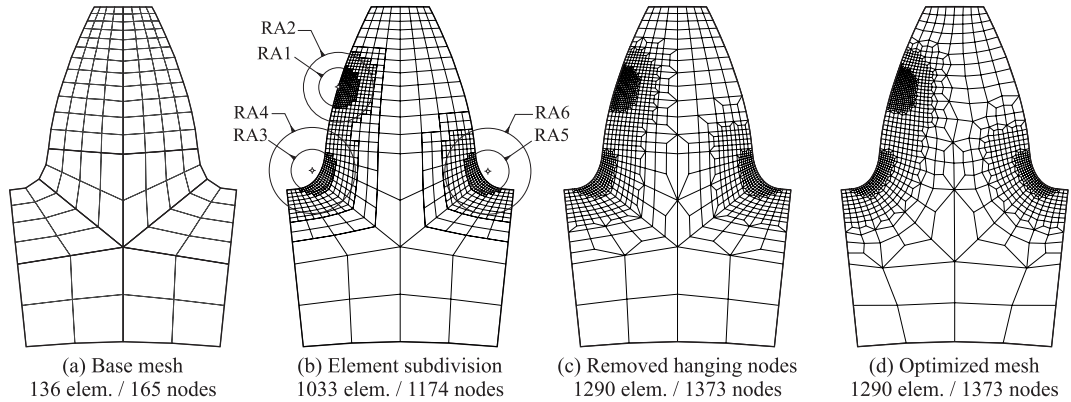 RA2
RA1
RA4
RA3
RA6
RA5
(a) Base mesh
136 elem. / 165 nodes
(b) Element subdivision
1033 elem. / 1174 nodes
(c) Removed hanging nodes
1290 elem. / 1373 nodes
(d) Optimized mesh
1290 elem. / 1373 nodes